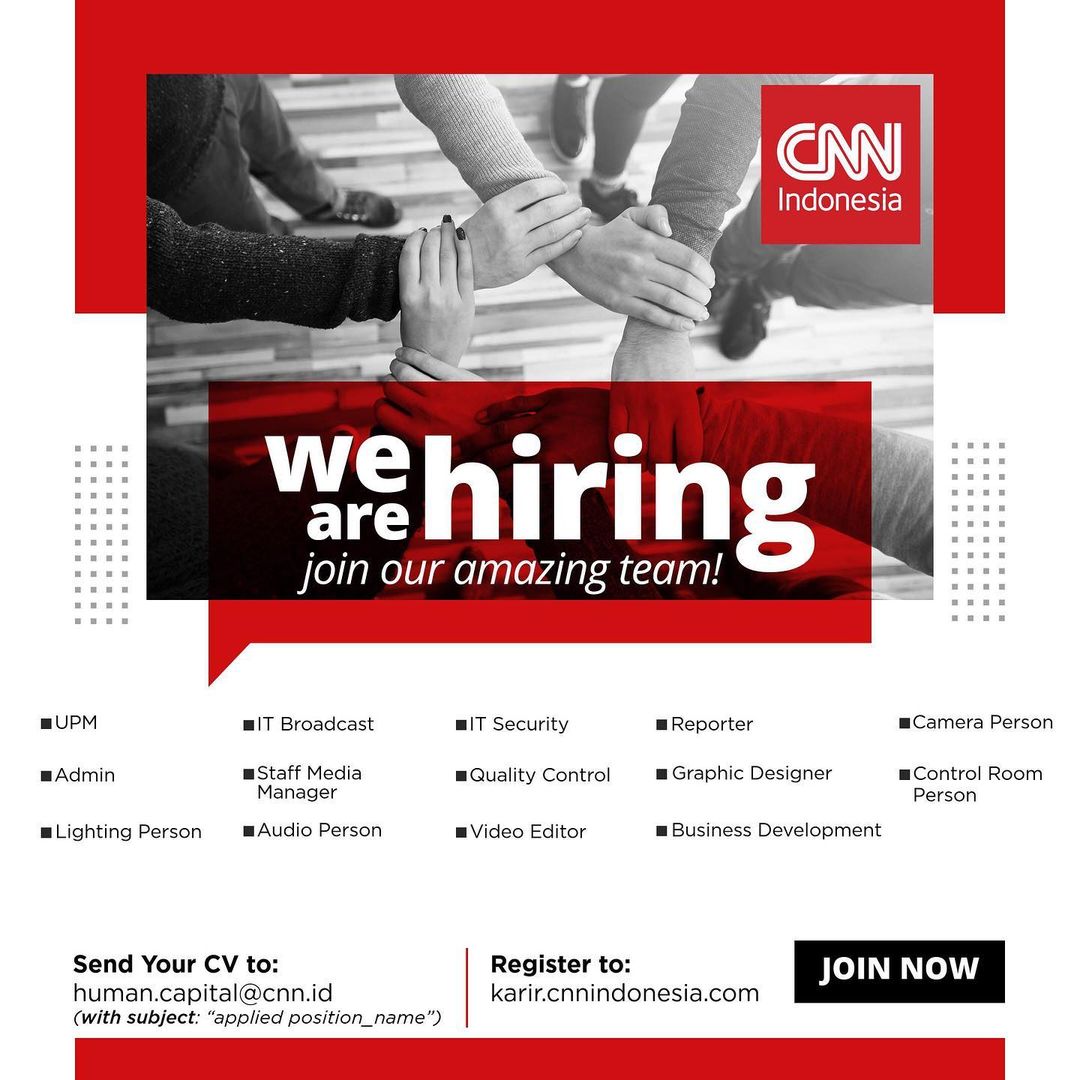 CNN
Indonesia
we
are hiring
join our amazing team!
■UPM
■IT Broadcast
■IT Security
■Reporter
■Camera Person
■Admin
■Staff Media
Manager
■Quality Control
■Graphic Designer
■Control Room
Person
■Lighting Person
■Audio Person
■Video Editor
■Business Development
Send Your CV to:
human.capital@cnn.id
(with subject: “applied position_name”)
Register to:
karir.cnnindonesia.com
JOIN NOW